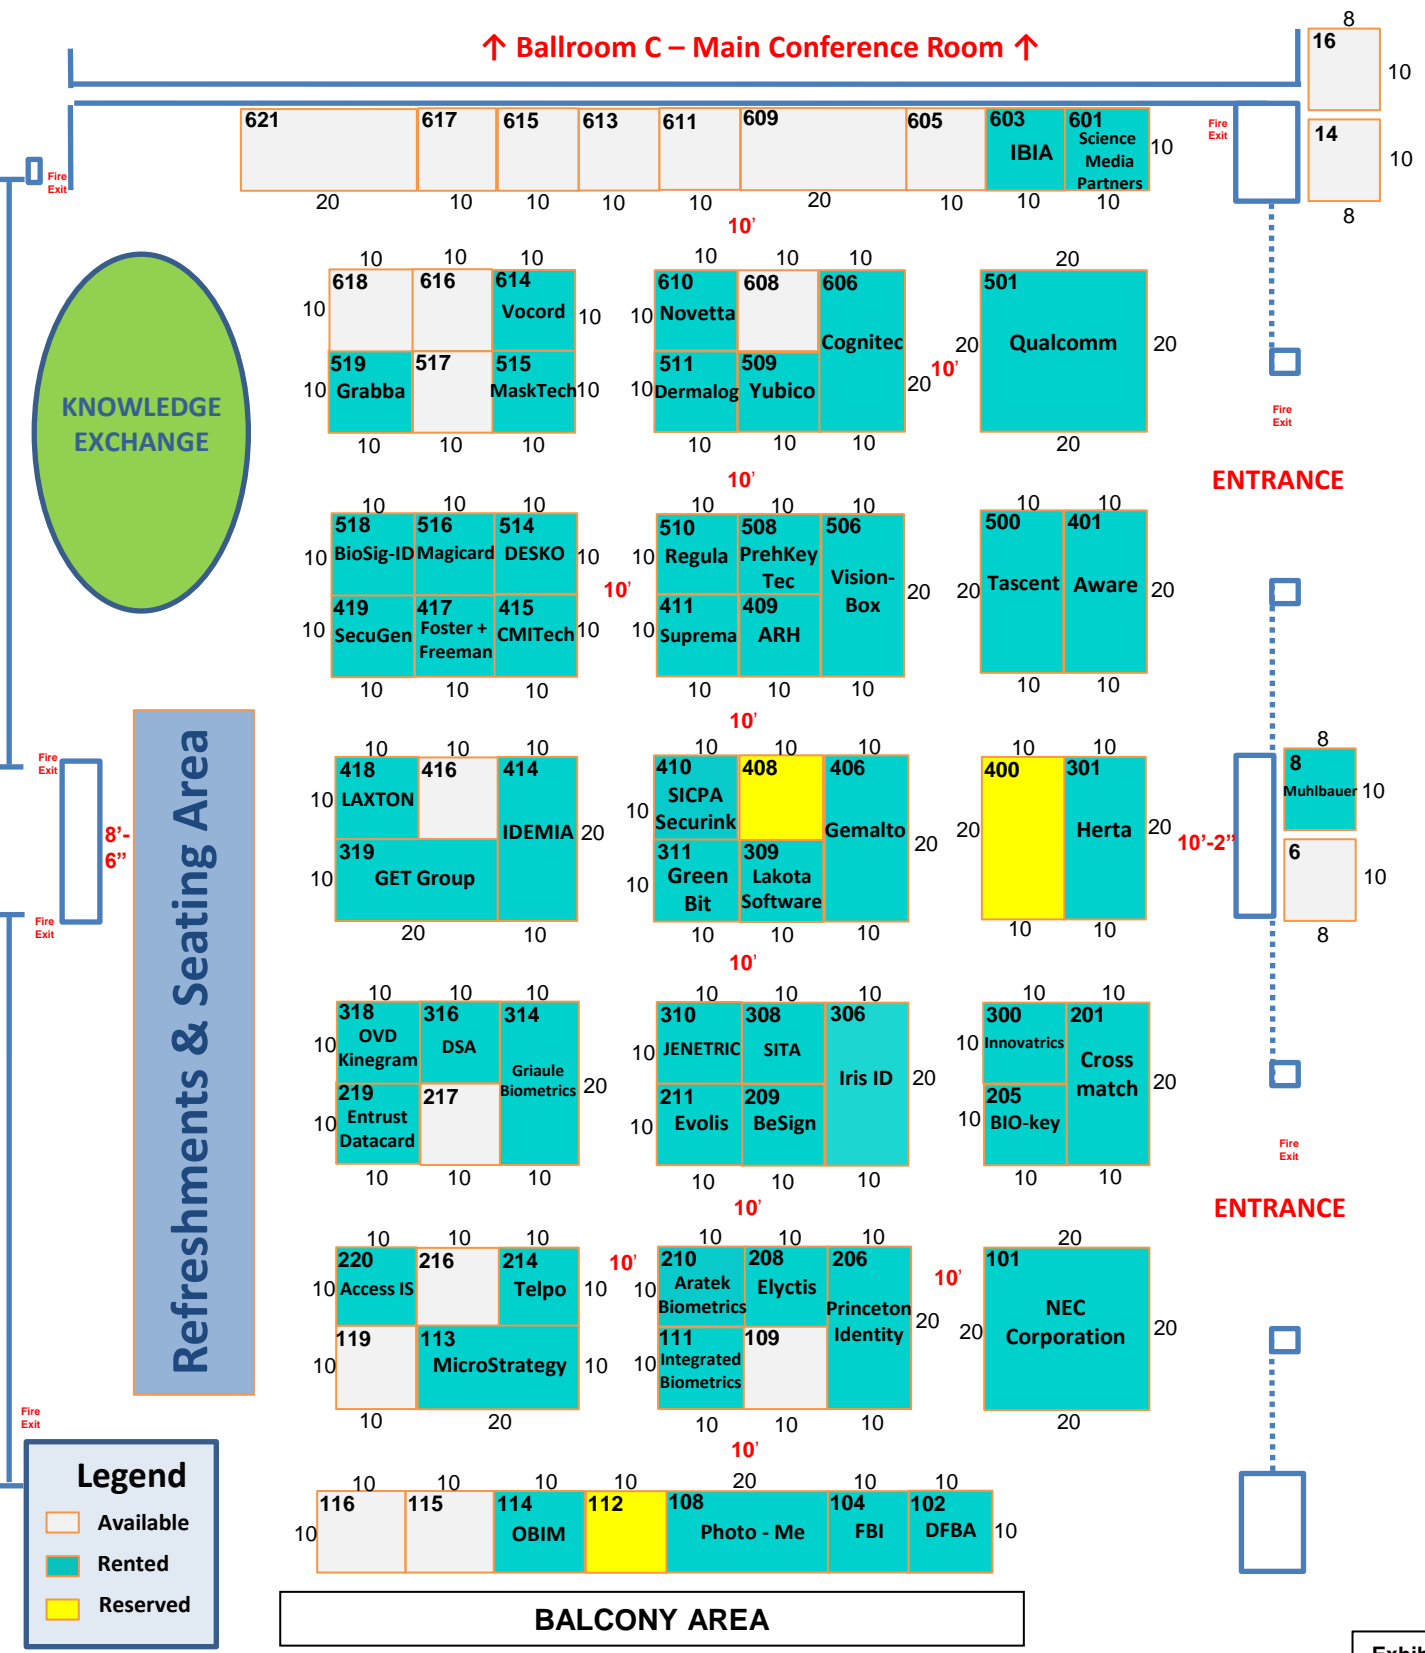 ↑ Ballroom C – Main Conference Room ↑
8
16
10
14
10
8
Fire
Exit
621
617
615
613
611
609
605
603
IBIA
601
Science
Media
Partners
10
20
10
10
10
10
20
10
10
10
10'
Fire
Exit
KNOWLEDGE
EXCHANGE
10
10
10
10
10
10
20
618
616
614
Vocord
610
Novetta
608
606
Cognitec
501
Qualcomm
10
10
10
20
20
20
10'
519
Grabba
517
515
MaskTech
511
Dermalog
509
Yubico
10
10
10
10
10
10
10
10
10
20
Fire
Exit
10'
ENTRANCE
10
10
10
10
10
10
10
10
518
BioSig-ID
516
Magicard
514
DESKO
510
Regula
508
PrehKey
Tec
506
Vision-
Box
500
Tascent
401
Aware
10
10
10
20
20
20
10'
419
SecuGen
417
Foster +
Freeman
415
CMITech
411
Suprema
409
ARH
10
10
10
10
10
10
10
10
10
10
10
10'
Refreshments & Seating Area
Fire
Exit
8'-
6”
Fire
Exit
10
10
10
10
10
10
10
10
418
LAXTON
416
414
IDEMIA
410
SICPA
Securink
408
406
Gemalto
400
301
Herta
10
20
10
20
20
20
10'-2”
8
8
Muhlbauer
10
6
10
8
319
GET Group
311
Green
Bit
309
Lakota
Software
10
10
20
10
10
10
10
10
10
10'
10
10
10
10
10
10
10
10
318
OVD
Kinegram
316
DSA
314
Griaule
Biometrics
310
JENETRIC
308
SITA
306
Iris ID
300
Innovatrics
201
Cross
match
10
20
10
20
10
20
219
Entrust
Datacard
217
211
Evolis
209
BeSign
205
BIO-key
10
10
10
10
10
10
10
10
10
10
10
Fire
Exit
10'
ENTRANCE
10
10
10
10
10
10
20
220
Access IS
216
214
Telpo
210
Aratek
Biometrics
208
Elyctis
206
Princeton
Identity
101
NEC
Corporation
10
10
10'
10
20
10'
20
20
119
113
MicroStrategy
111
Integrated
Biometrics
109
10
10
10
10
20
10
10
10
20
10'
Fire
Exit
Legend
Available
Rented
Reserved
10
10
10
10
20
10
10
116
115
114
OBIM
112
108
Photo - Me
104
FBI
102
DFBA
10
10
BALCONY AREA